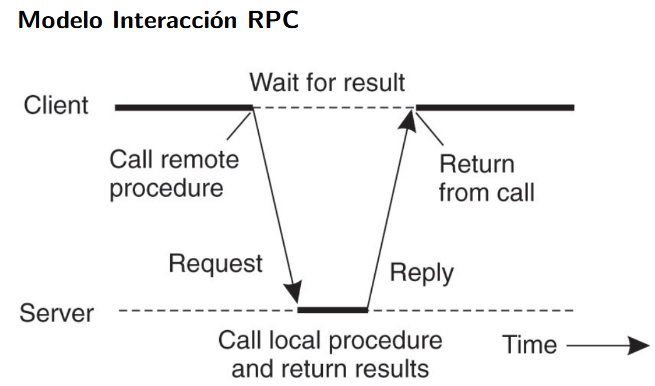 Modelo Interacción RPC
Wait for result
Client
Call remote
procedure
Return
from call
Request
Reply
Server
Call local procedure
and return results
Time